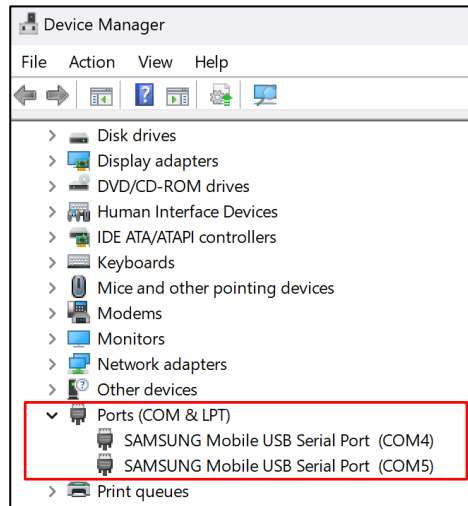 Device Manager
File Action View Help
Disk drives
Display adapters
DVD/CD-ROM drives
Human Interface Devices
IDE ATA/ATAPI controllers
Keyboards
Mice and other pointing devices
Modems
Monitors
Network adapters
Other devices
Ports (COM & LPT)
SAMSUNG Mobile USB Serial Port (COM4)
SAMSUNG Mobile USB Serial Port (COM5)
Print queues